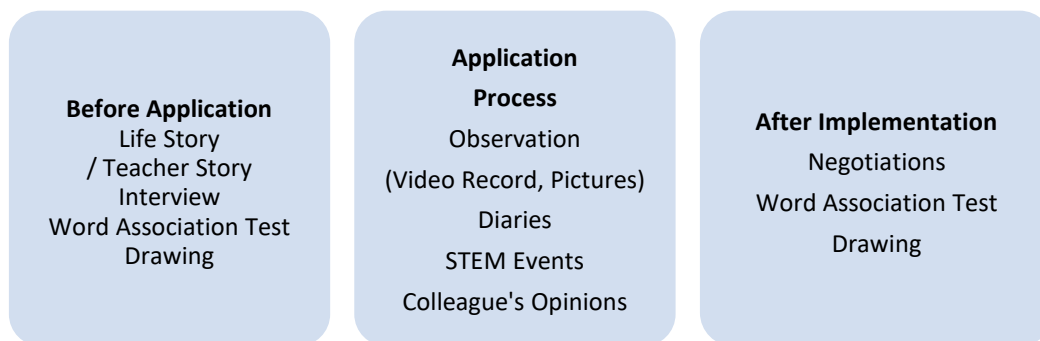 Before Application
Life Story
/ Teacher Story
Interview
Word Association Test
Drawing
Application
Process
Observation
(Video Record, Pictures)
Diaries
STEM Events
Colleague's Opinions
After Implementation
Negotiations
Word Association Test
Drawing